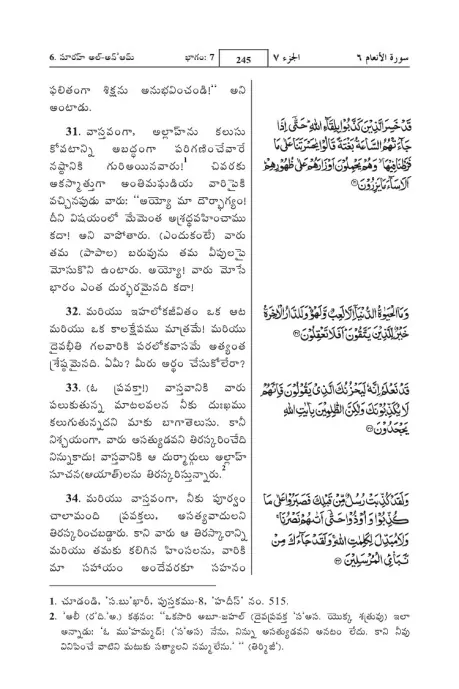 6. సూరహ్ అల్-అన్'ఆమ్ భాగం: 7 245 الجزء ٧ سورة الأنعام ٦
ఫలితంగా శిక్షను అనుభవించండి!'' అని
అంటాడు.
31. వాస్తవంగా, అల్లాహ్‌ను కలుసు
కోవటాన్ని అబద్ధంగా పరిగణించేవారే
నష్టానికి గురిఅయినవారు!1 చివరకు
ఆకస్మాత్తుగా అంతిమఘడియ వారిపైకి
వచ్చినపుడు వారు: ''అయ్యో మా దౌర్భాగ్యం!
దీని విషయంలో మేమెంత అశ్రద్ధవహించాము
కదా! అని వాపోతారు. (ఎందుకంటే) వారు
తమ (పాపాల) బరువును తమ వీపులపై
మోసుకొని ఉంటారు. అయ్యో! వారు మోసే
భారం ఎంత దుర్భరమైనది కదా!
قَدْ خَسِرَ الَّذِينَ كَذَّبُوا بِلِقَاءِ اللّٰهِ حَتّٰى إِذَا
جَاءَتْهُمُ السَّاعَةُ بَغْتَةً قَالُوا يٰحَسْرَتَنَا عَلٰى مَا
فَرَّطْنَا فِيهَا وَهُمْ يَحْمِلُونَ أَوْزَارَهُمْ عَلٰى ظُهُورِهِمْ
أَلَا سَاءَ مَا يَزِرُونَ ۝
32. మరియు ఇహలోకజీవితం ఒక ఆట
మరియు ఒక కాలక్షేపము మాత్రమే! మరియు
దైవభీతి గలవారికి పరలోకవాసమే అత్యంత
శ్రేష్ఠమైనది. ఏమీ? మీరు అర్థం చేసుకోలేరా?
وَمَا الْحَيٰوةُ الدُّنْيَا إِلَّا لَعِبٌ وَّلَهْوٌ وَلَلدَّارُ الْاٰخِرَةُ
خَيْرٌ لِّلَّذِينَ يَتَّقُونَ أَفَلَا تَعْقِلُونَ ۝
33. (ఓ ప్రవక్తా!) వాస్తవానికి వారు
పలుకుతున్న మాటలవలన నీకు దుఃఖము
కలుగుతున్నదని మాకు బాగాతెలుసు. కానీ
నిశ్చయంగా, వారు అసత్యుడవని తిరస్కరించేది
నిన్నుకాదు! వాస్తవానికి ఆ దుర్మార్గులు అల్లాహ్
సూచన(ఆయాత్)లను తిరస్కరిస్తున్నారు.2
قَدْ نَعْلَمُ إِنَّهُ لَيَحْزُنُكَ الَّذِي يَقُولُونَ فَإِنَّهُمْ
لَا يُكَذِّبُونَكَ وَلٰكِنَّ الظّٰلِمِينَ بِاٰيٰتِ اللّٰهِ
يَجْحَدُونَ ۝
34. మరియు వాస్తవంగా, నీకు పూర్వం
చాలామంది ప్రవక్తలు, అసత్యవాదులని
తిరస్కరించబడ్డారు. కాని వారు ఆ తిరస్కారాన్ని
మరియు తమకు కలిగిన హింసలను, వారికి
మా సహాయం అందేవరకూ సహనం
وَلَقَدْ كُذِّبَتْ رُسُلٌ مِّنْ قَبْلِكَ فَصَبَرُوا عَلٰى مَا
كُذِّبُوا وَأُوذُوا حَتّٰى أَتٰىهُمْ نَصْرُنَا
وَلَا مُبَدِّلَ لِكَلِمٰتِ اللّٰهِ وَلَقَدْ جَاءَكَ مِنْ
نَّبَإِى الْمُرْسَلِينَ ۝
1. చూడండి, 'స.బు'ఖారీ, పుస్తకము-8, 'హదీస్' నం. 515.
2. 'అలీ (ర'ది.'అ.) కథనం: ''ఒకసారి అబూ-జహల్ (దైవప్రవక్త 'స'అస. యొక్క శత్రువు) ఇలా
అన్నాడు: 'ఓ ము'హమ్మద్! ('స'అస) నేను, నిన్ను అసత్యుడవని అనటం లేదు. కాని నీవు
వినిపించే వాటిని మటుకు సత్యాలని నమ్మలేను.' '' (తిర్మిజీ').